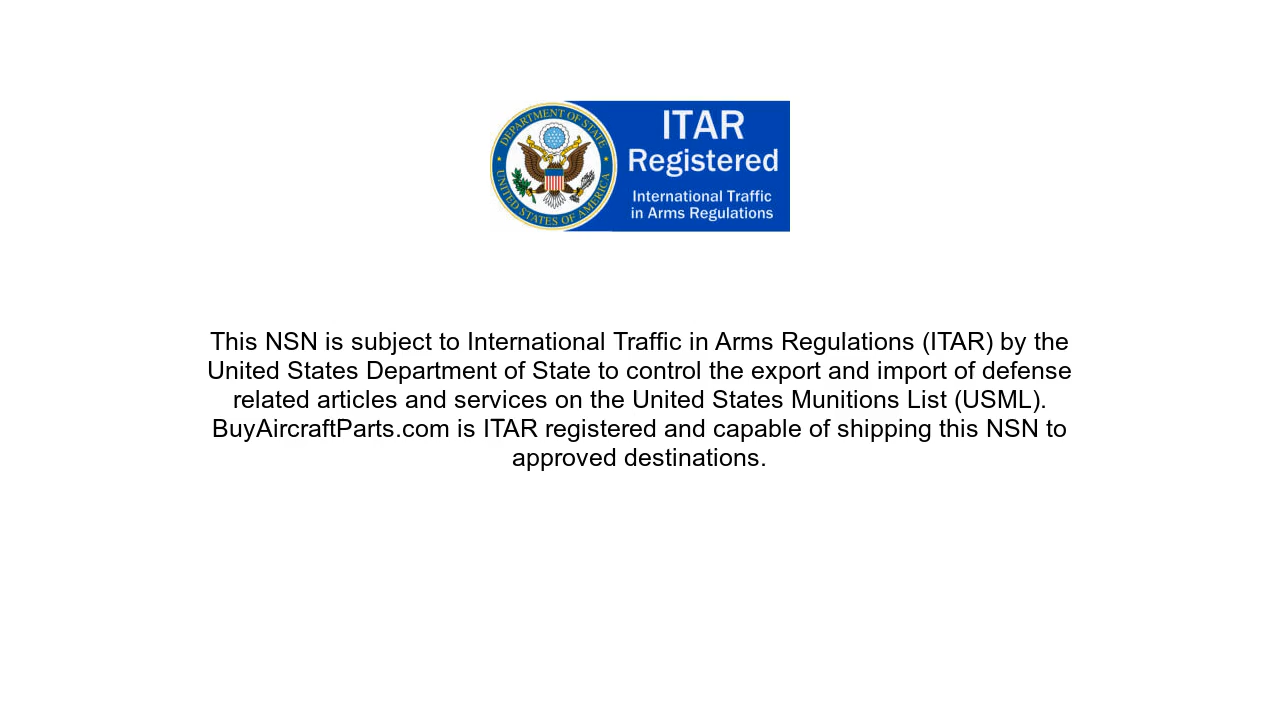 DEPARTMENT OF STATE
UNITED STATES OF AMERICA
ITAR
Registered
International Traffic
in Arms Regulations
This NSN is subject to International Traffic in Arms Regulations (ITAR) by the
United States Department of State to control the export and import of defense
related articles and services on the United States Munitions List (USML).
BuyAircraftParts.com is ITAR registered and capable of shipping this NSN to
approved destinations.